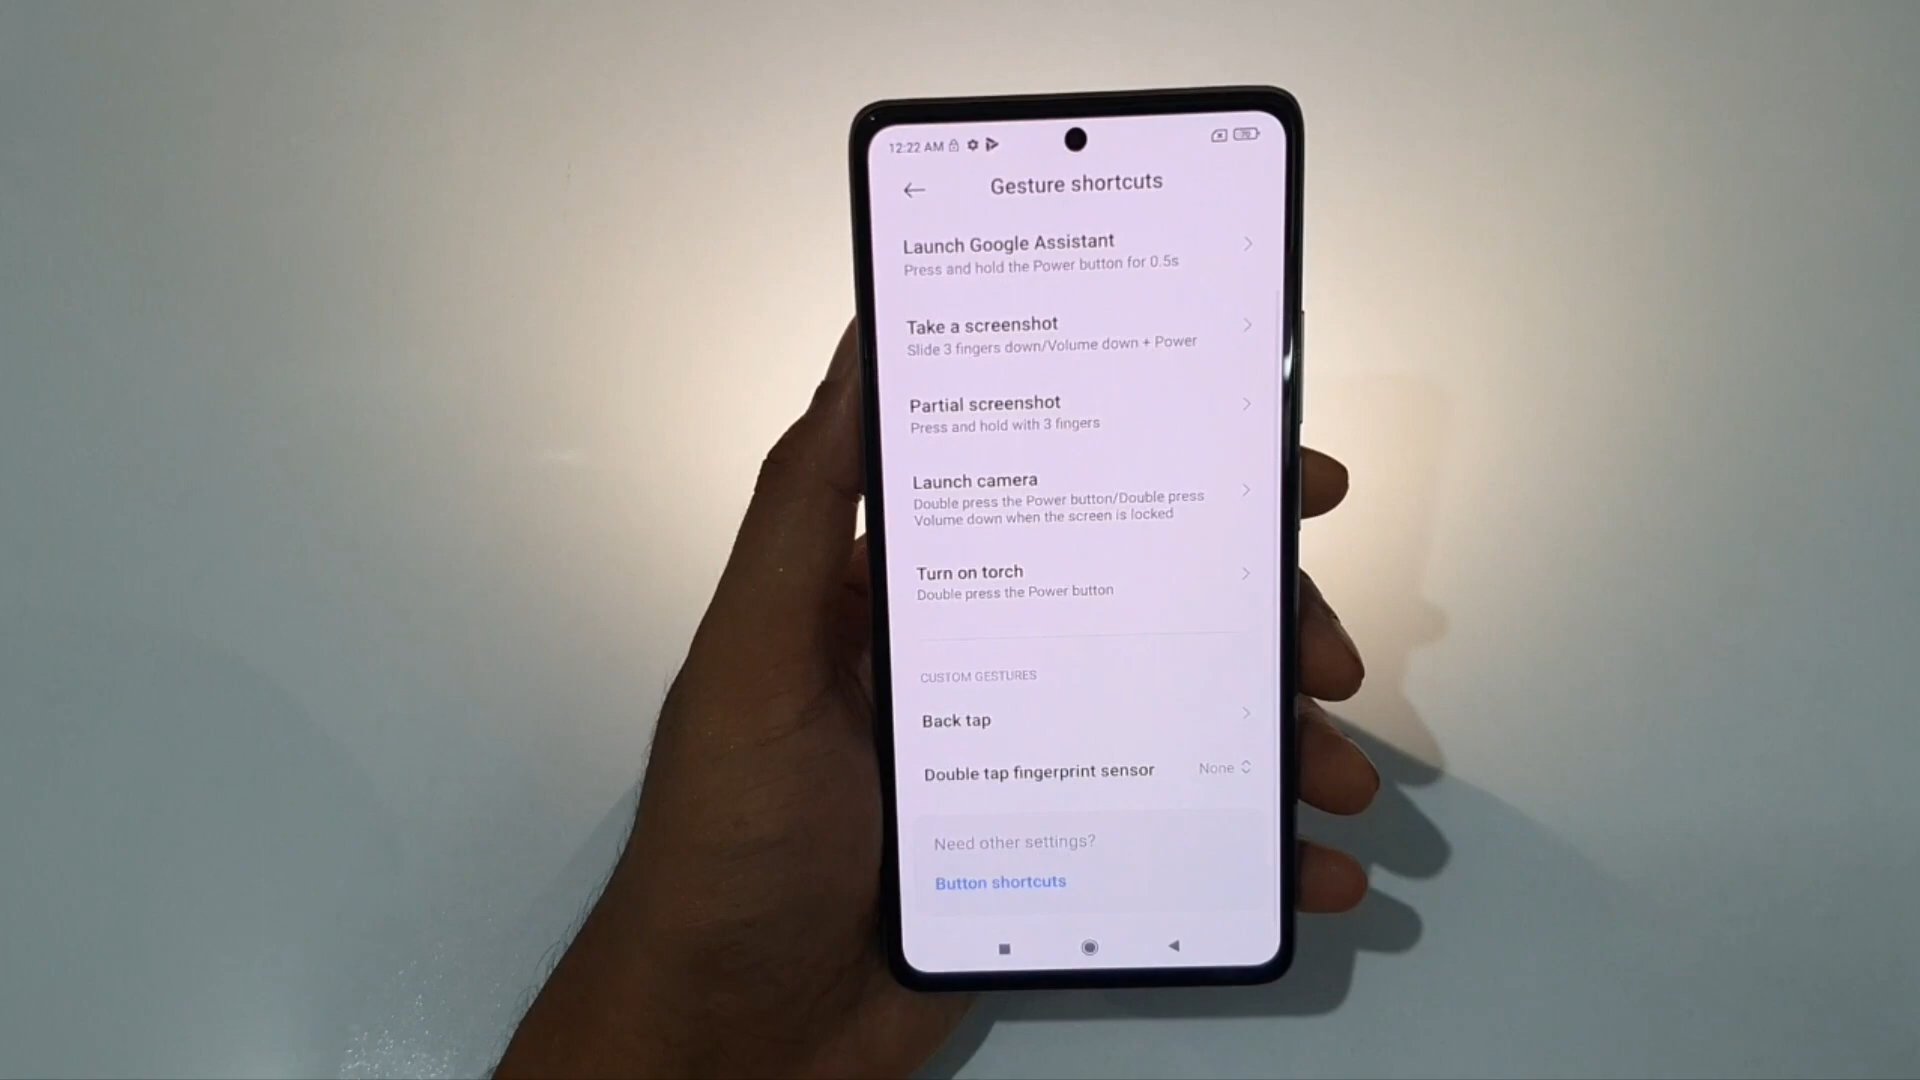 12:22 AM
Gesture shortcuts
Launch Google Assistant
Press and hold the Power button for 0.5s
Take a screenshot
Slide 3 fingers down/Volume down + Power
Partial screenshot
Press and hold with 3 fingers
Launch camera
Double press the Power button/Double press
Volume down when the screen is locked
Turn on torch
Double press the Power button
CUSTOM GESTURES
Back tap
Double tap fingerprint sensor
None
Need other settings?
Button shortcuts